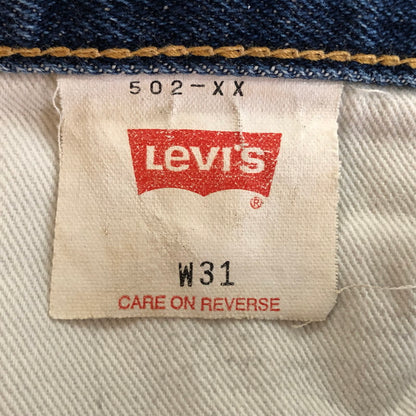 502-XX
Levi's
®
W31
CARE ON REVERSE